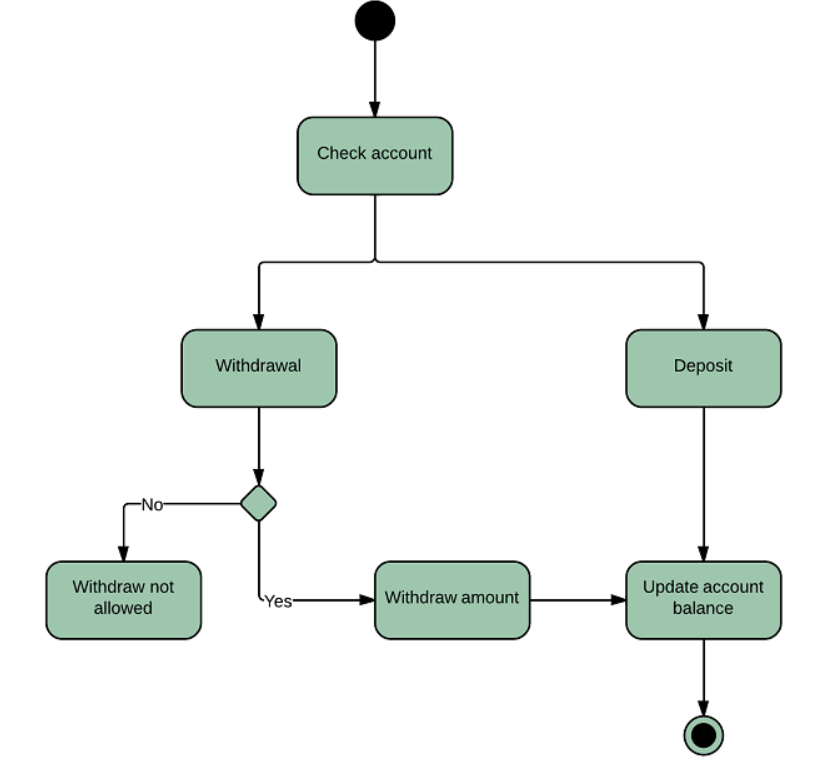 Check account
Withdrawal
Deposit
No
Withdraw not
allowed
Yes
Withdraw amount
Update account
balance